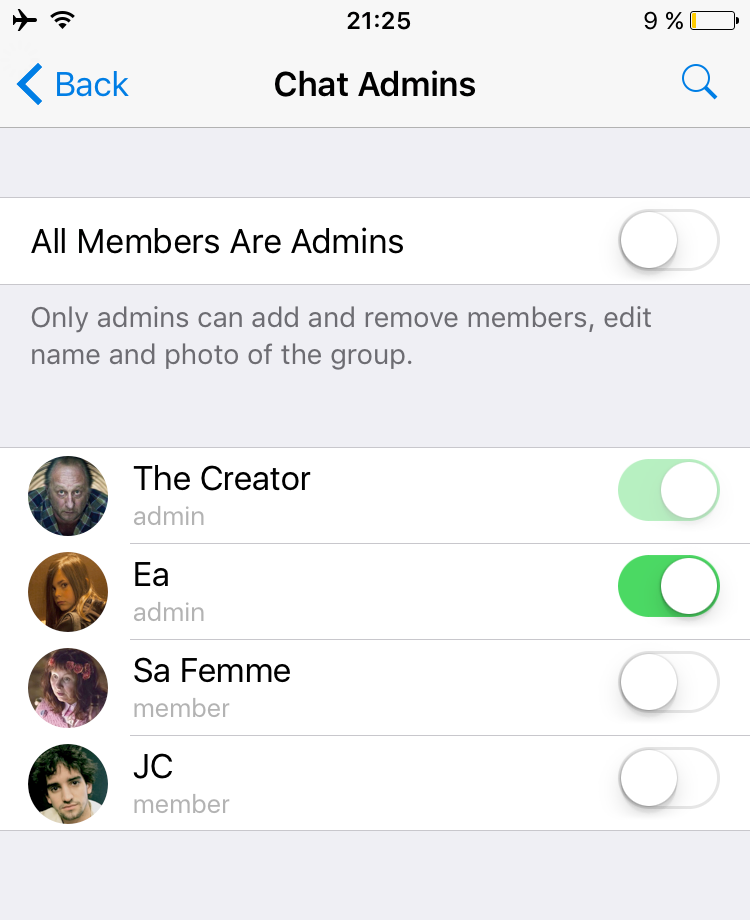 21:25
9 %
Back
Chat Admins
All Members Are Admins
Only admins can add and remove members, edit
name and photo of the group.
The Creator
admin
Ea
admin
Sa Femme
member
JC
member